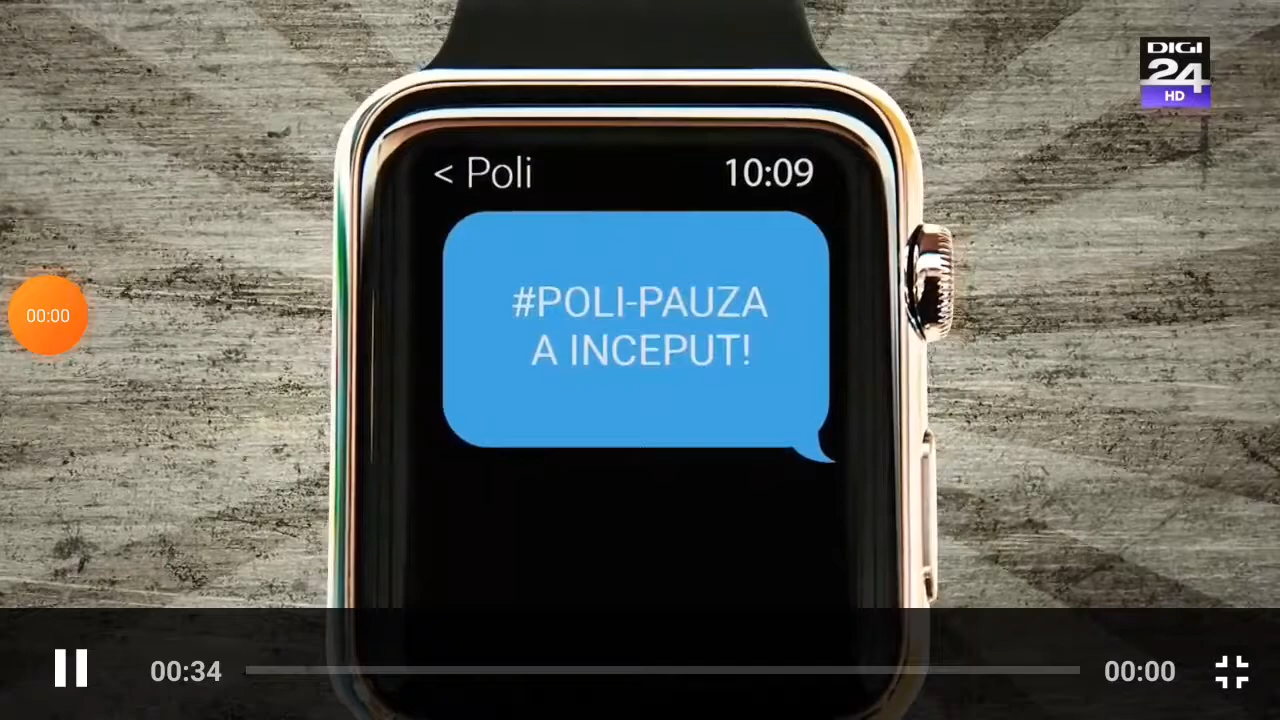 DIGI
24
HD
< Poli 10:09
#POLI-PAUZA
A INCEPUT!
00:00
00:34 00:00